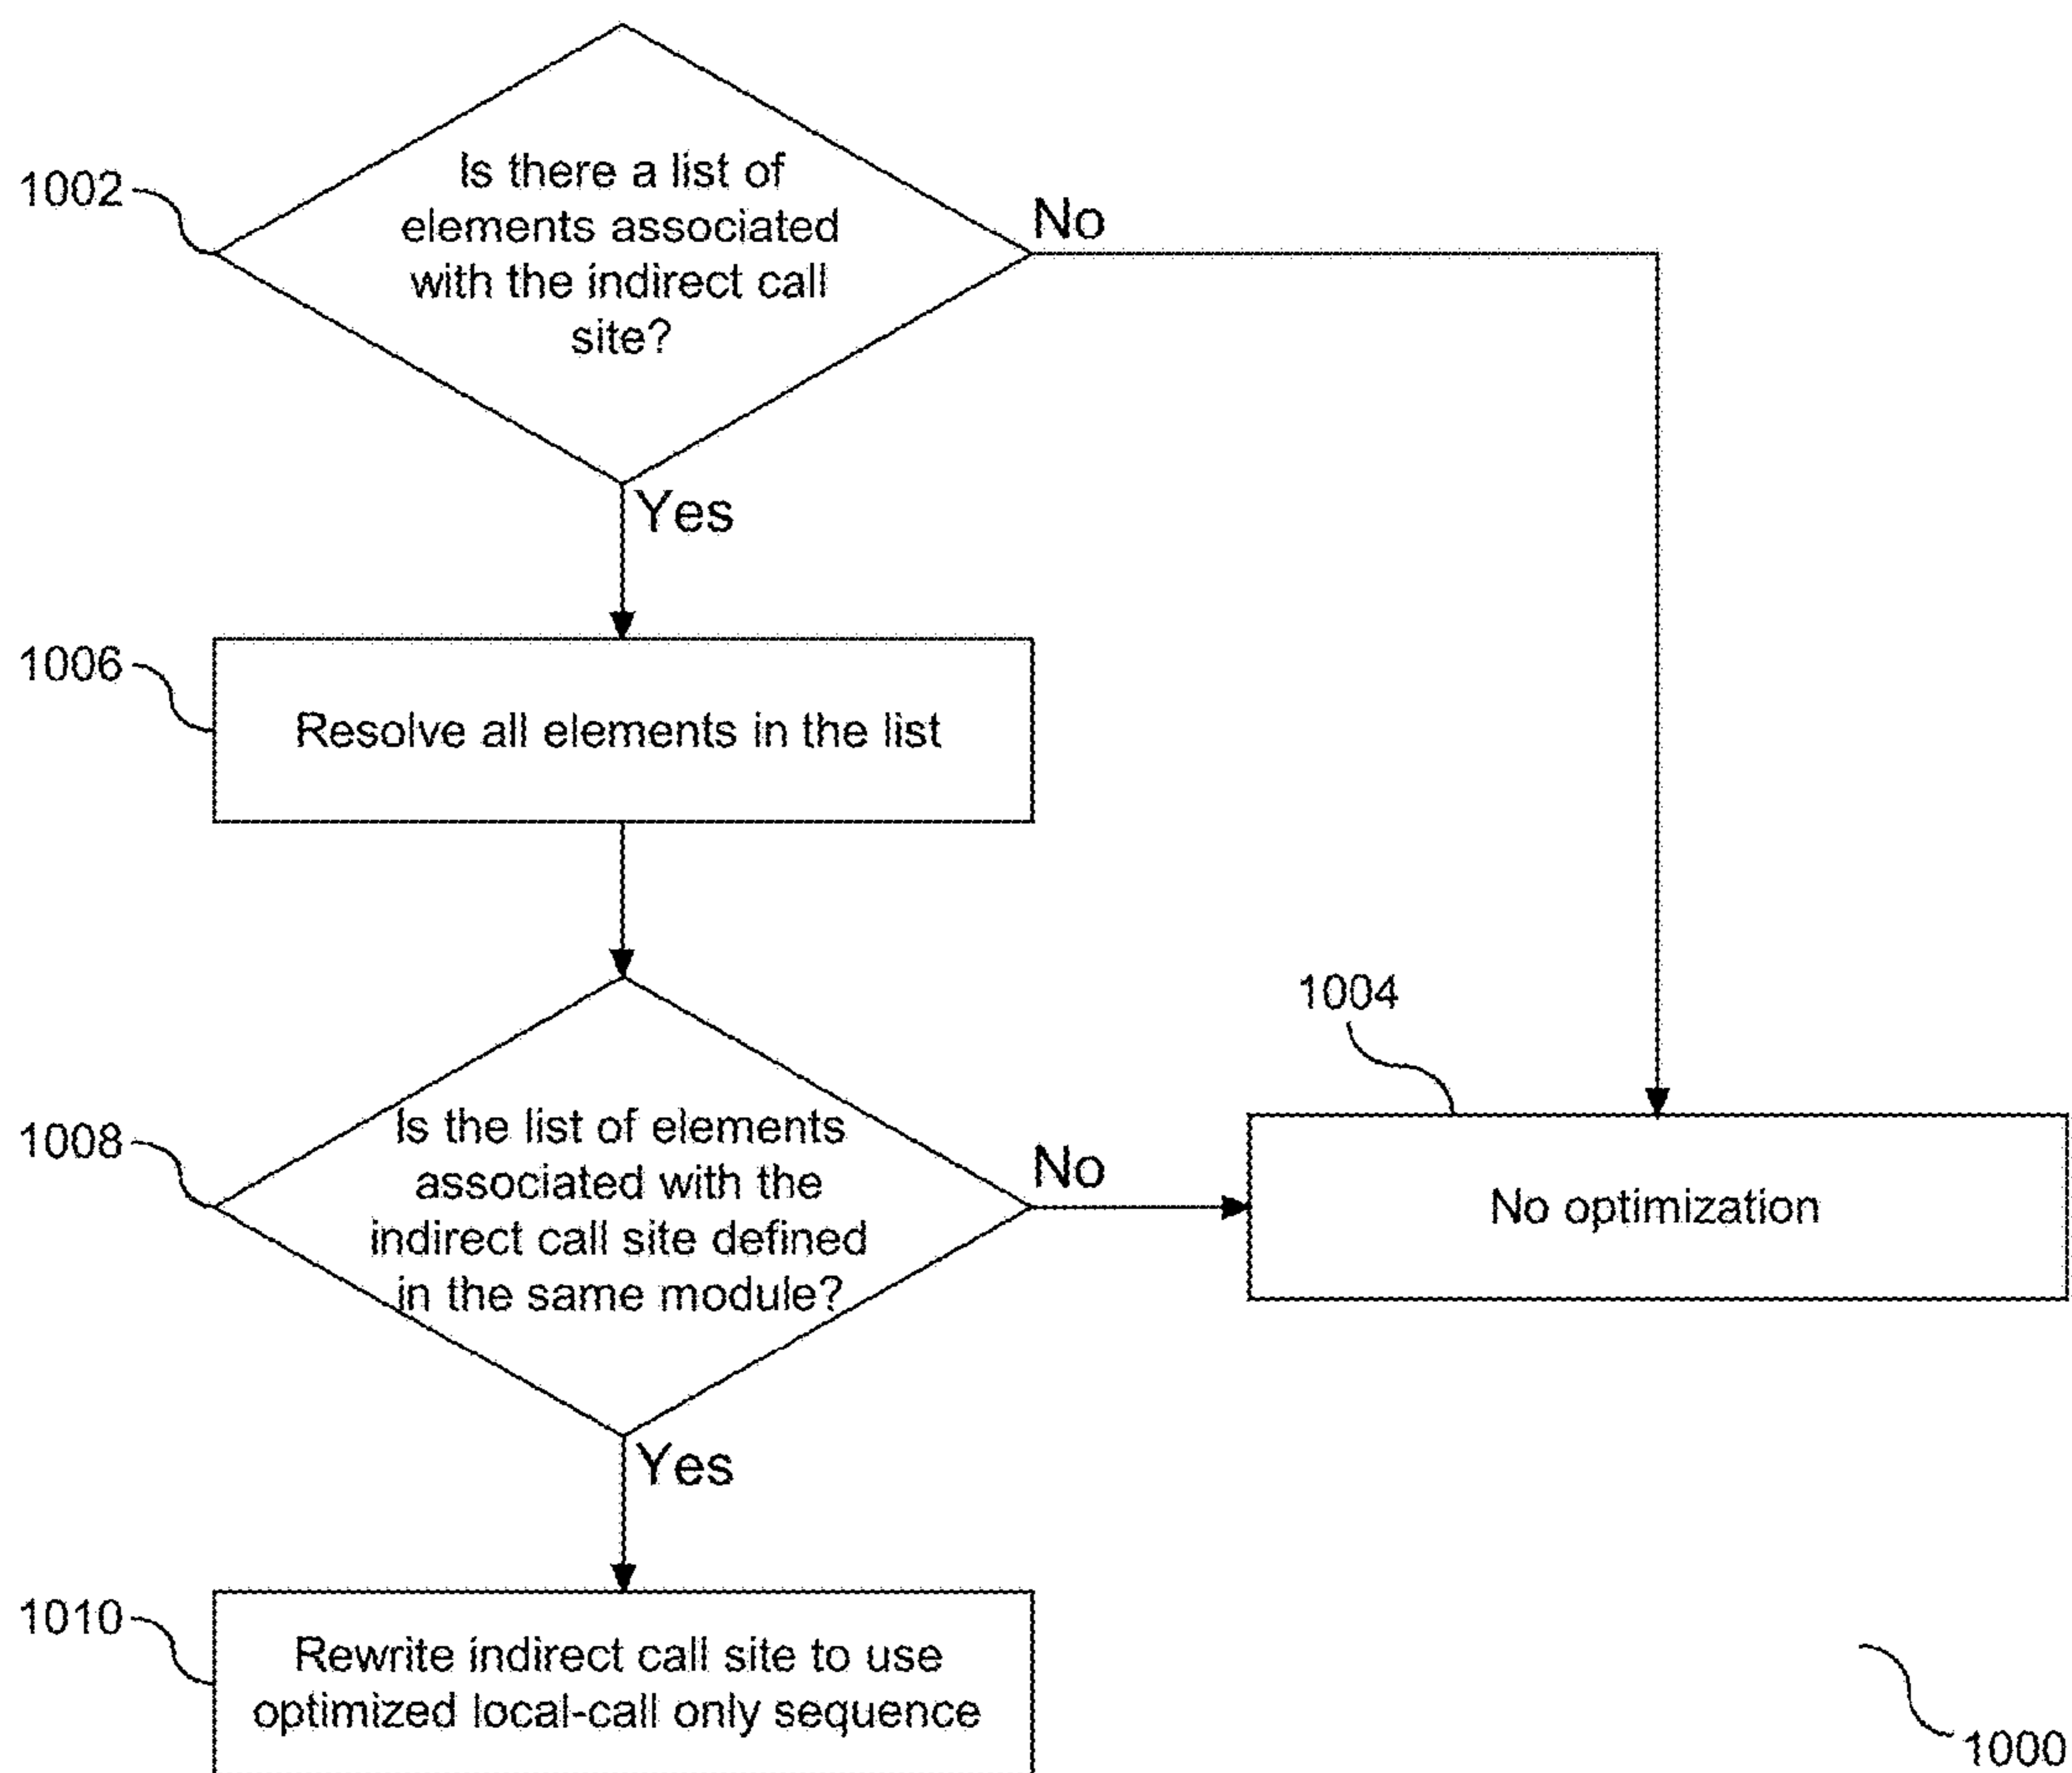 1002
Is there a list of
elements associated
with the indirect call
site?
No
Yes
1006
Resolve all elements in the list
1004
1008
Is the list of elements
associated with the
indirect call site defined
in the same module?
No
No optimization
Yes
1010
Rewrite indirect call site to use
optimized local-call only sequence
1000